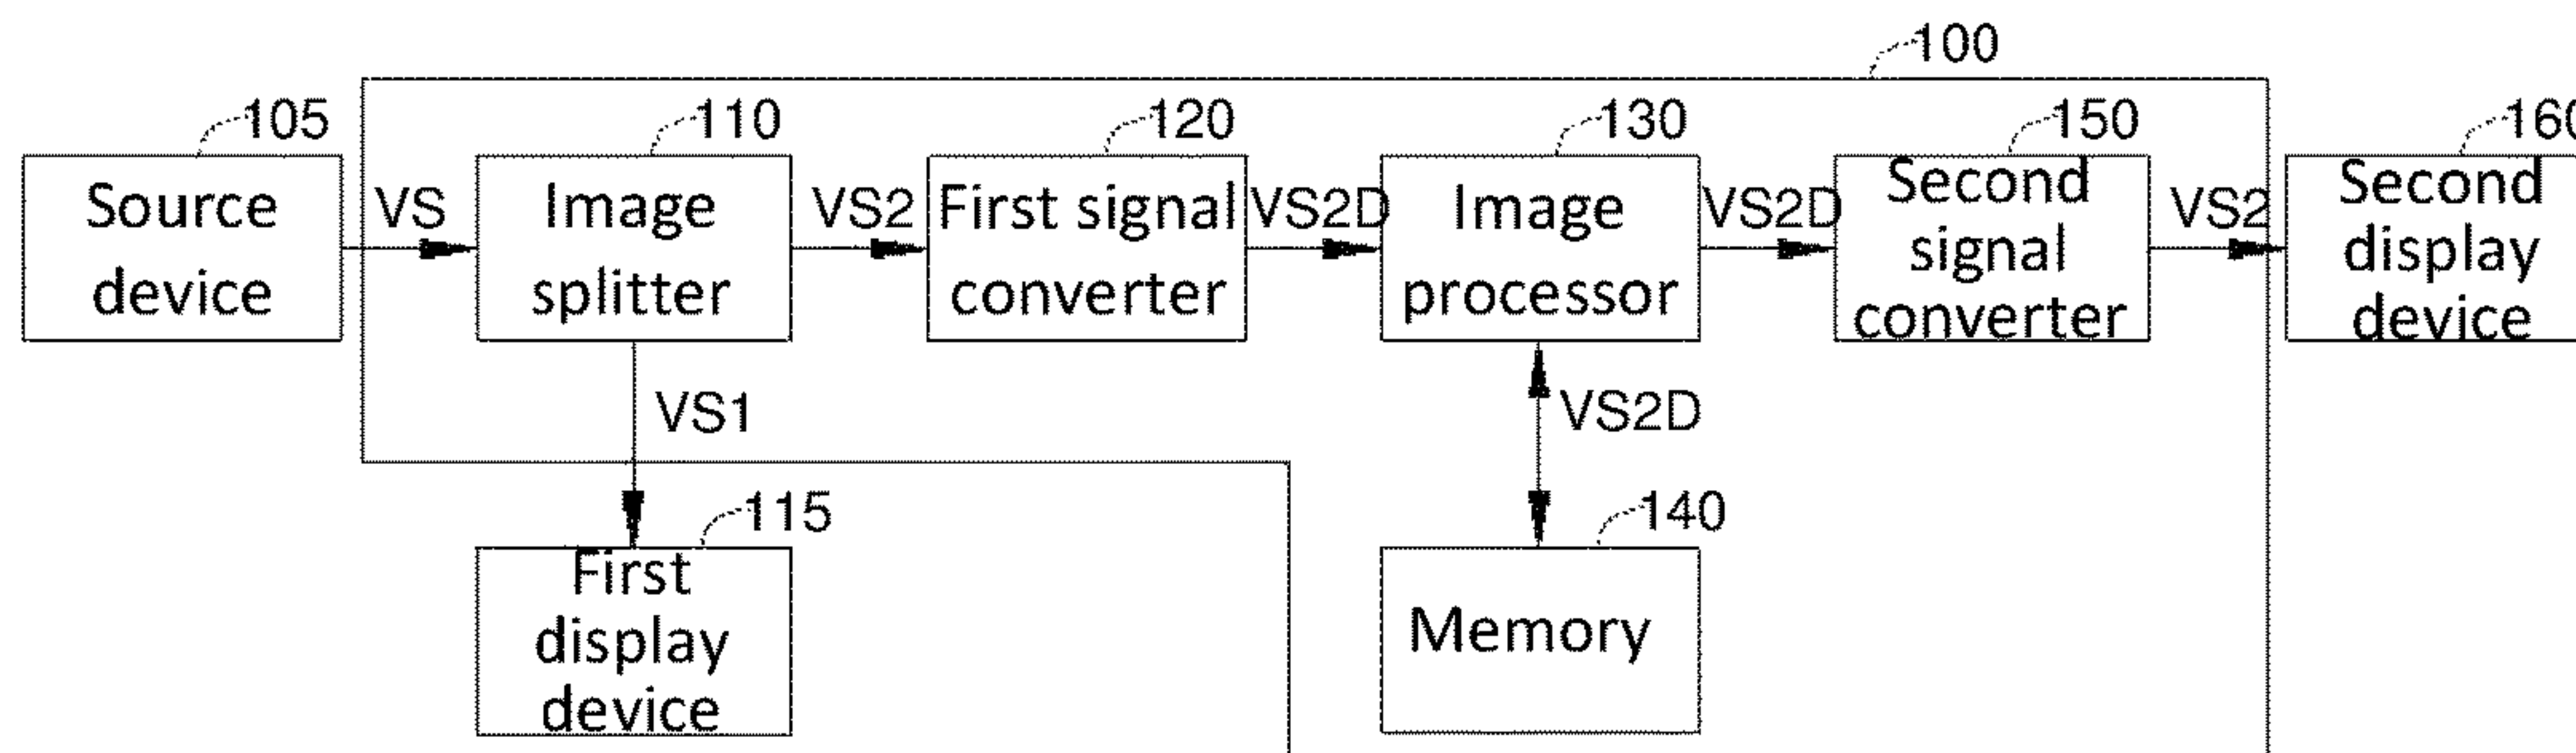 100
105
110
120
130
150
160
Source
device
VS
Image
splitter
VS2
First signal
converter
VS2D
Image
processor
VS2D
Second
signal
converter
VS2
Second
display
device
VS1
VS2D
115
140
First
display
device
Memory